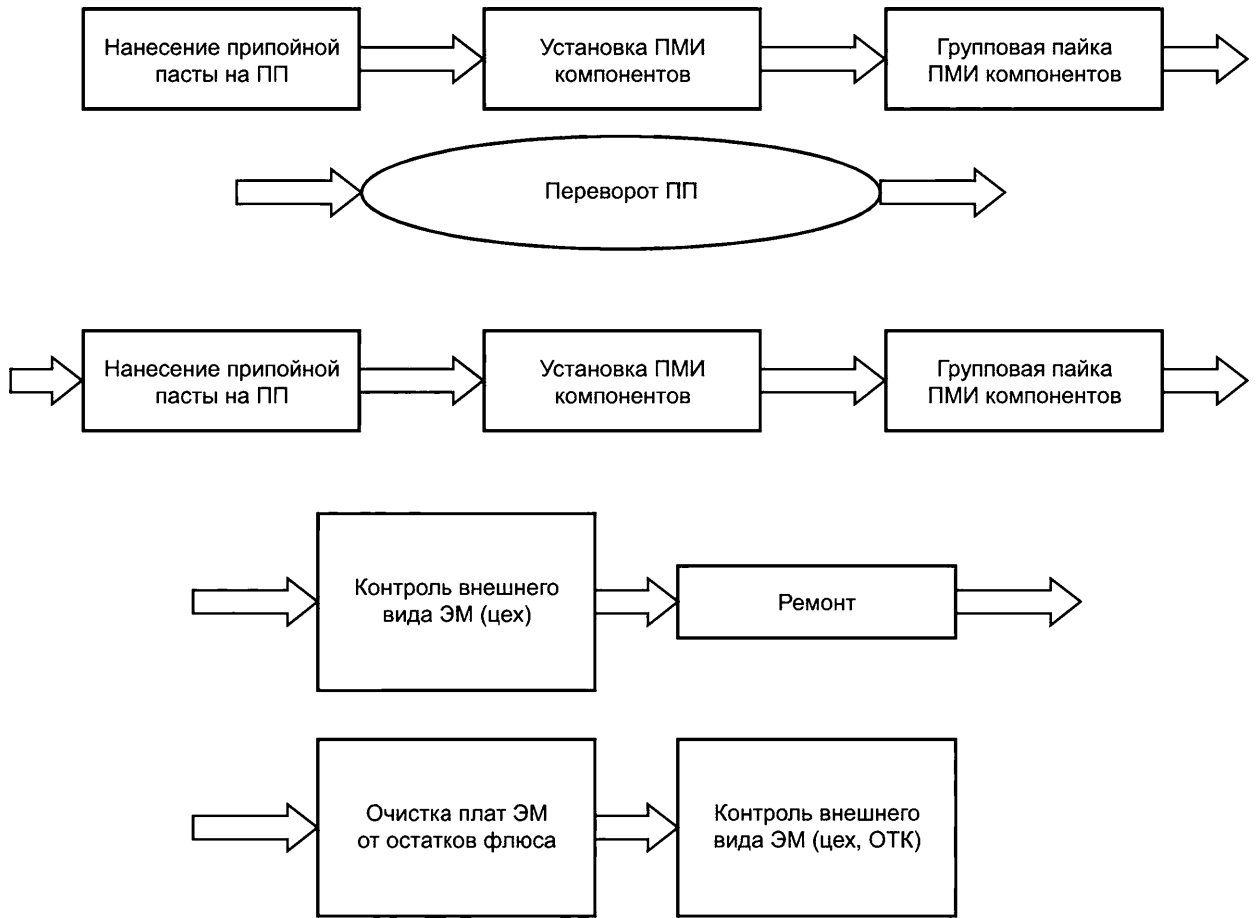 Нанесение припойной
пасты на ПП
Установка ПМИ
компонентов
Групповая пайка
ПМИ компонентов
Переворот ПП
Нанесение припойной
пасты на ПП
Установка ПМИ
компонентов
Групповая пайка
ПМИ компонентов
Контроль внешнего
вида ЭМ (цех)
Ремонт
Очистка плат ЭМ
от остатков флюса
Контроль внешнего
вида ЭМ (цех, ОТК)